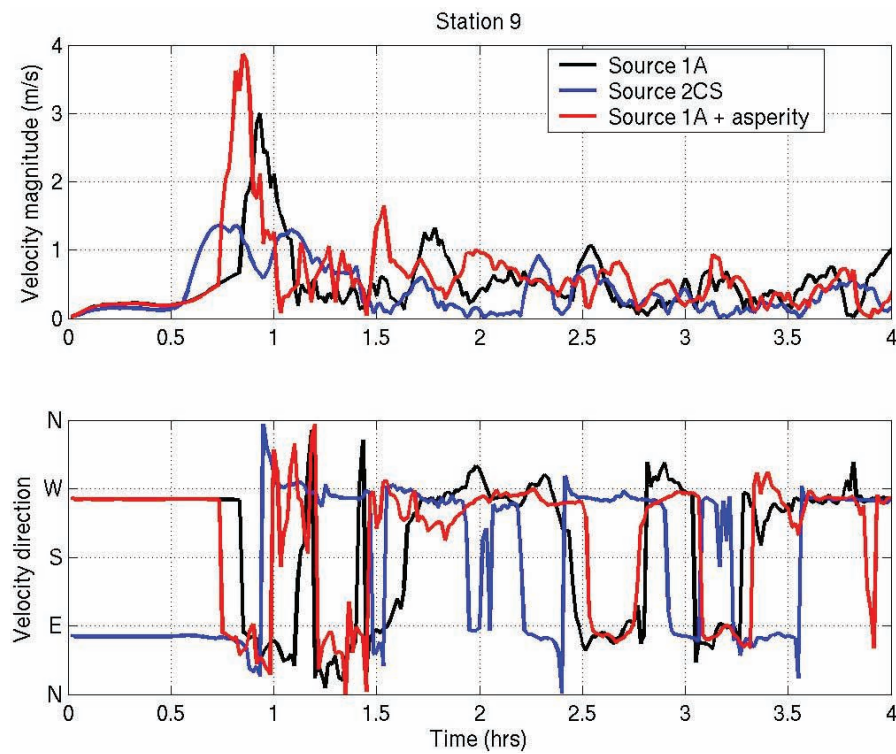 Station 9
Velocity magnitude (m/s)
4
3
2
1
0
Source 1A
Source 2CS
Source 1A + asperity
0 0.5 1 1.5 2 2.5 3 3.5 4
Velocity direction
N
W
S
E
N
0 0.5 1 1.5 2 2.5 3 3.5 4
Time (hrs)